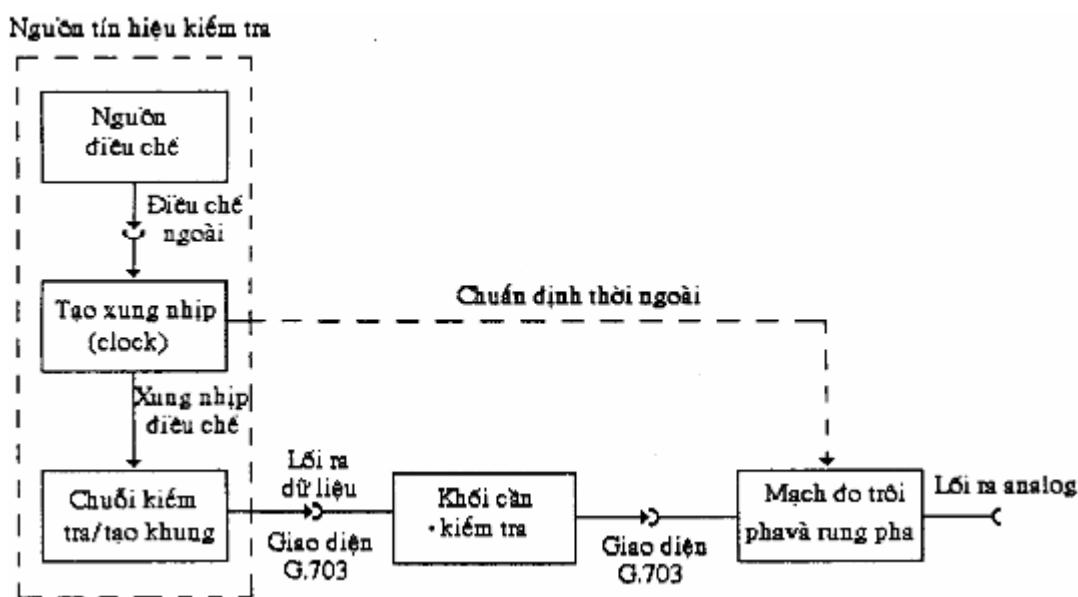 Nguồn tín hiệu kiểm tra
Nguồn
điều chế
Điều chế
ngoài
Tạo xung nhịp
(clock)
Chuẩn định thời ngoài
Xung nhịp
điều chế
Chuỗi kiểm
tra/tạo khung
Lối ra
dữ liệu
Giao diện
G.703
Khối cần
kiểm tra
Giao diện
G.703
Mạch đo trôi
phavà rung pha
Lối ra analog